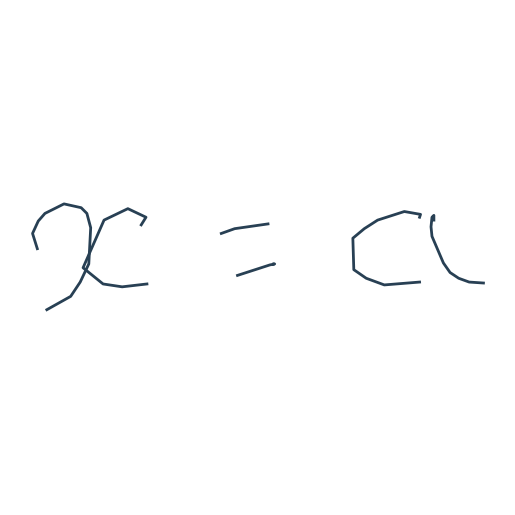 x = a